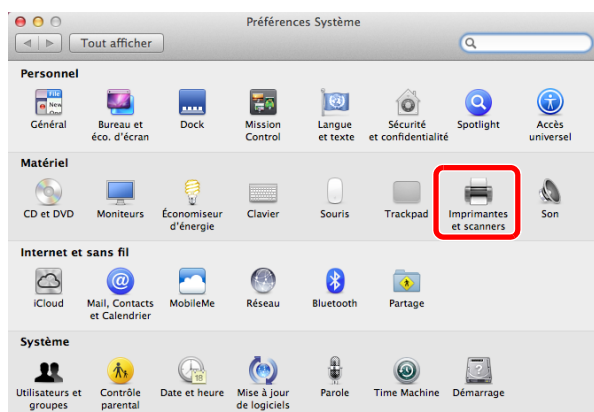 Préférences Système
Tout afficher
Personnel
Général
Bureau et
éco. d'écran
Dock
Mission
Control
Langue
et texte
Sécurité
et confidentialité
Spotlight
Accès
universel
Matériel
CD et DVD
Moniteurs
Économiseur
d'énergie
Clavier
Souris
Trackpad
Imprimantes
et scanners
Son
Internet et sans fil
iCloud
Mail, Contacts
et Calendrier
MobileMe
Réseau
Bluetooth
Partage
Système
Utilisateurs et
groupes
Contrôle
parental
Date et heure
Mise à jour
de logiciels
Parole
Time Machine
Démarrage